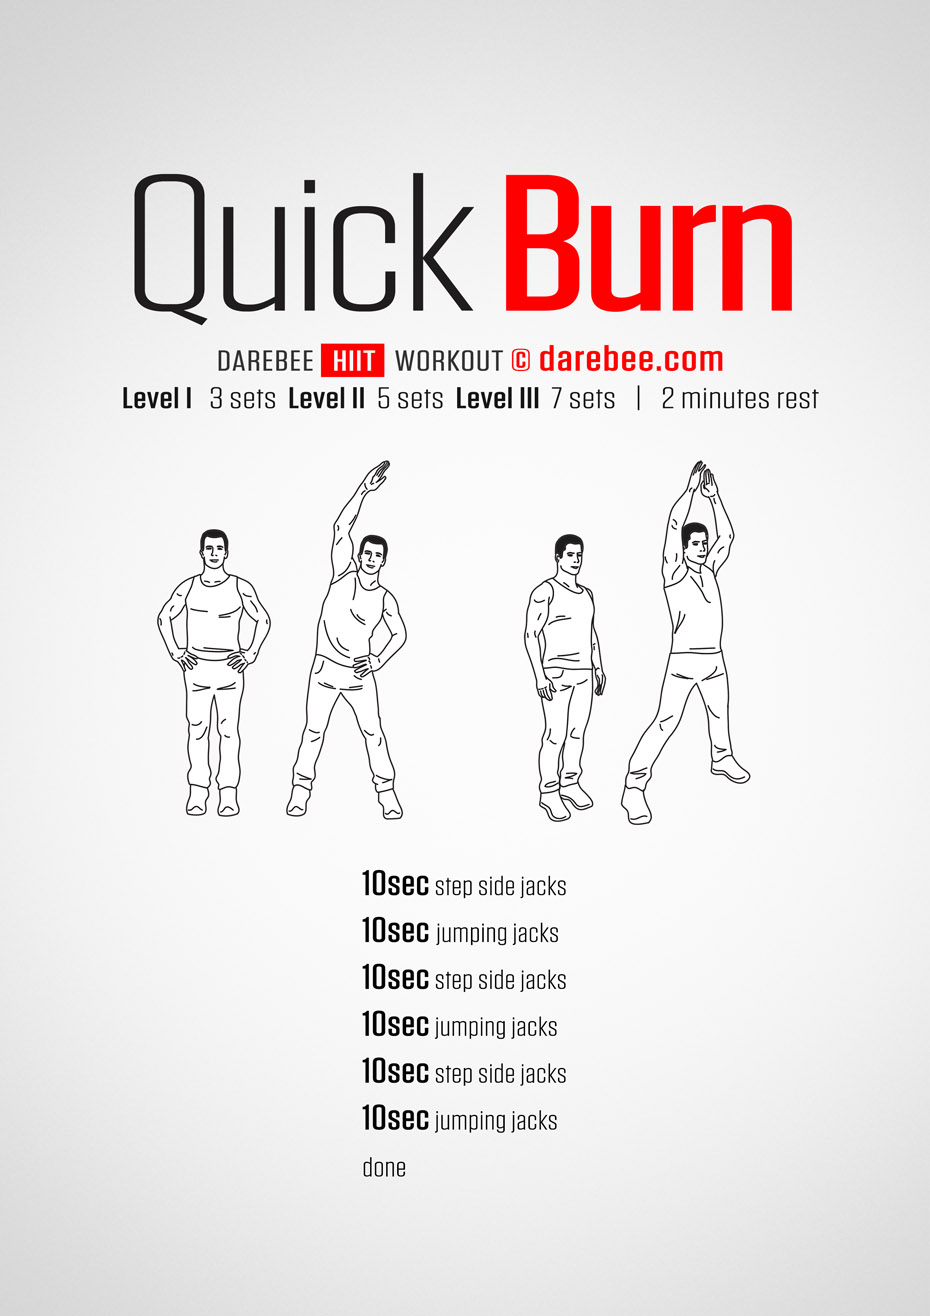 Quick Burn
DAREBEE HIIT WORKOUT © darebee.com
Level I 3 sets Level II 5 sets Level III 7 sets | 2 minutes rest
10sec step side jacks
10sec jumping jacks
10sec step side jacks
10sec jumping jacks
10sec step side jacks
10sec jumping jacks
done